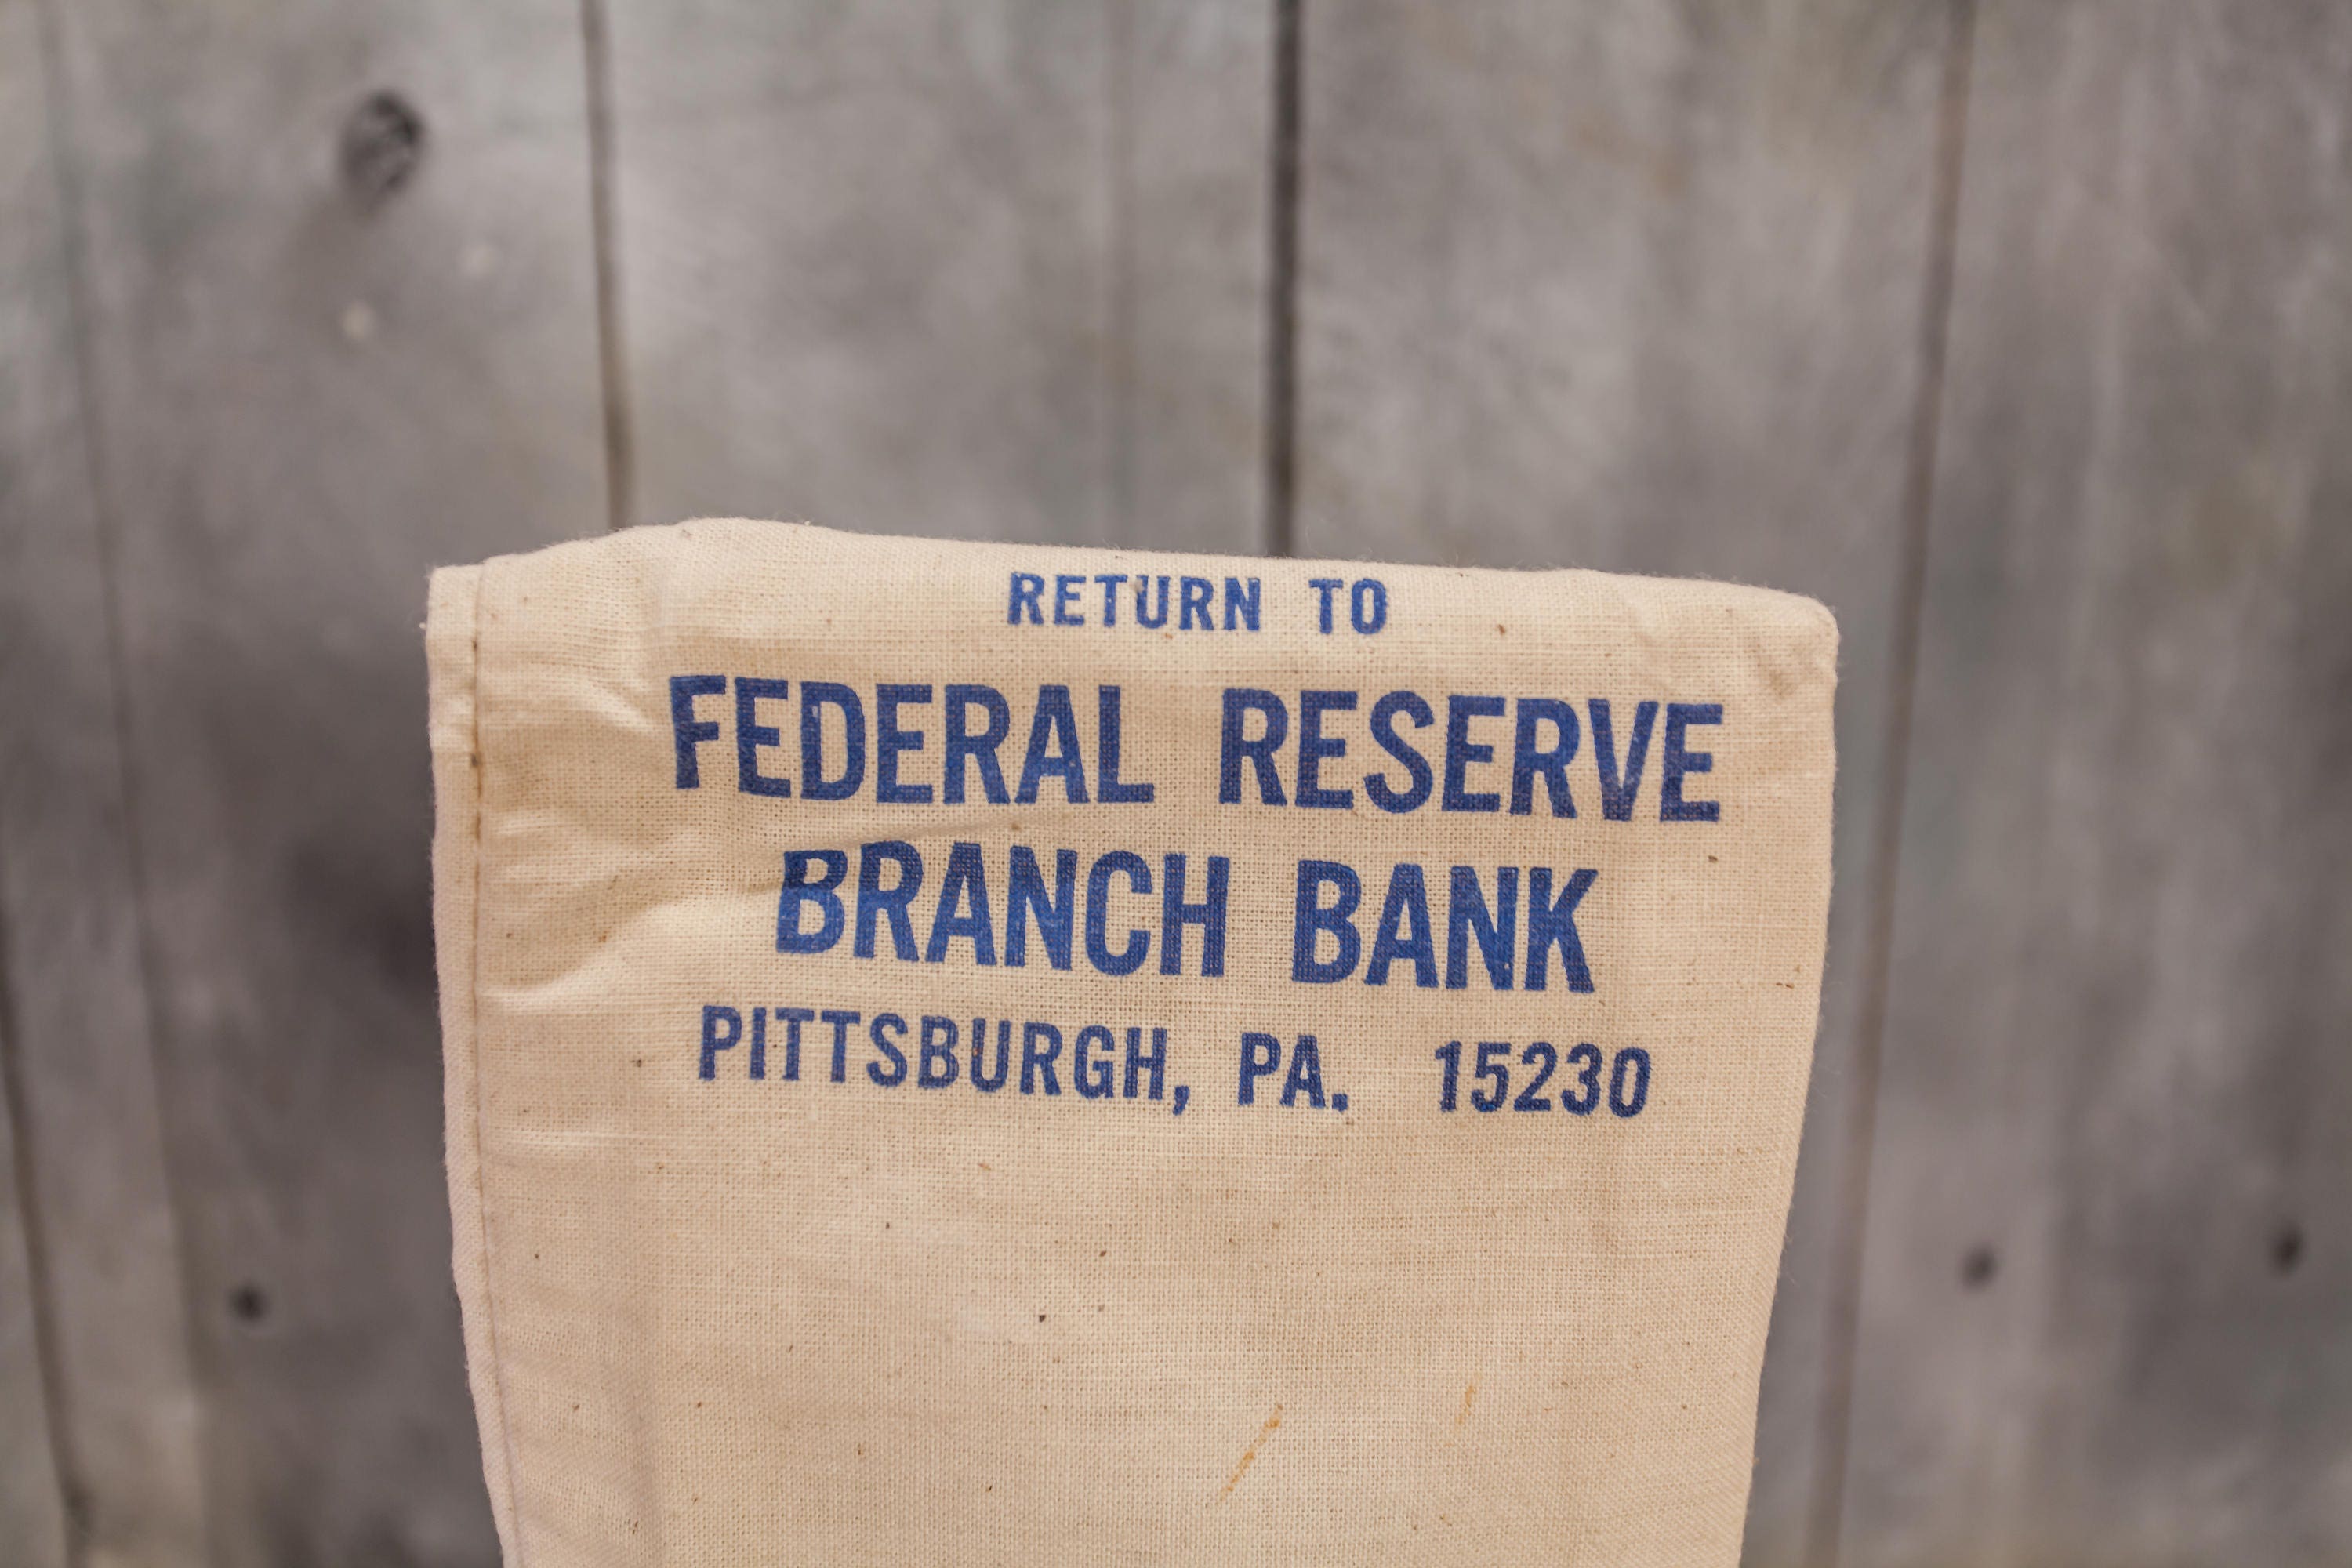 RETURN TO
FEDERAL RESERVE
BRANCH BANK
PITTSBURGH, PA. 15230